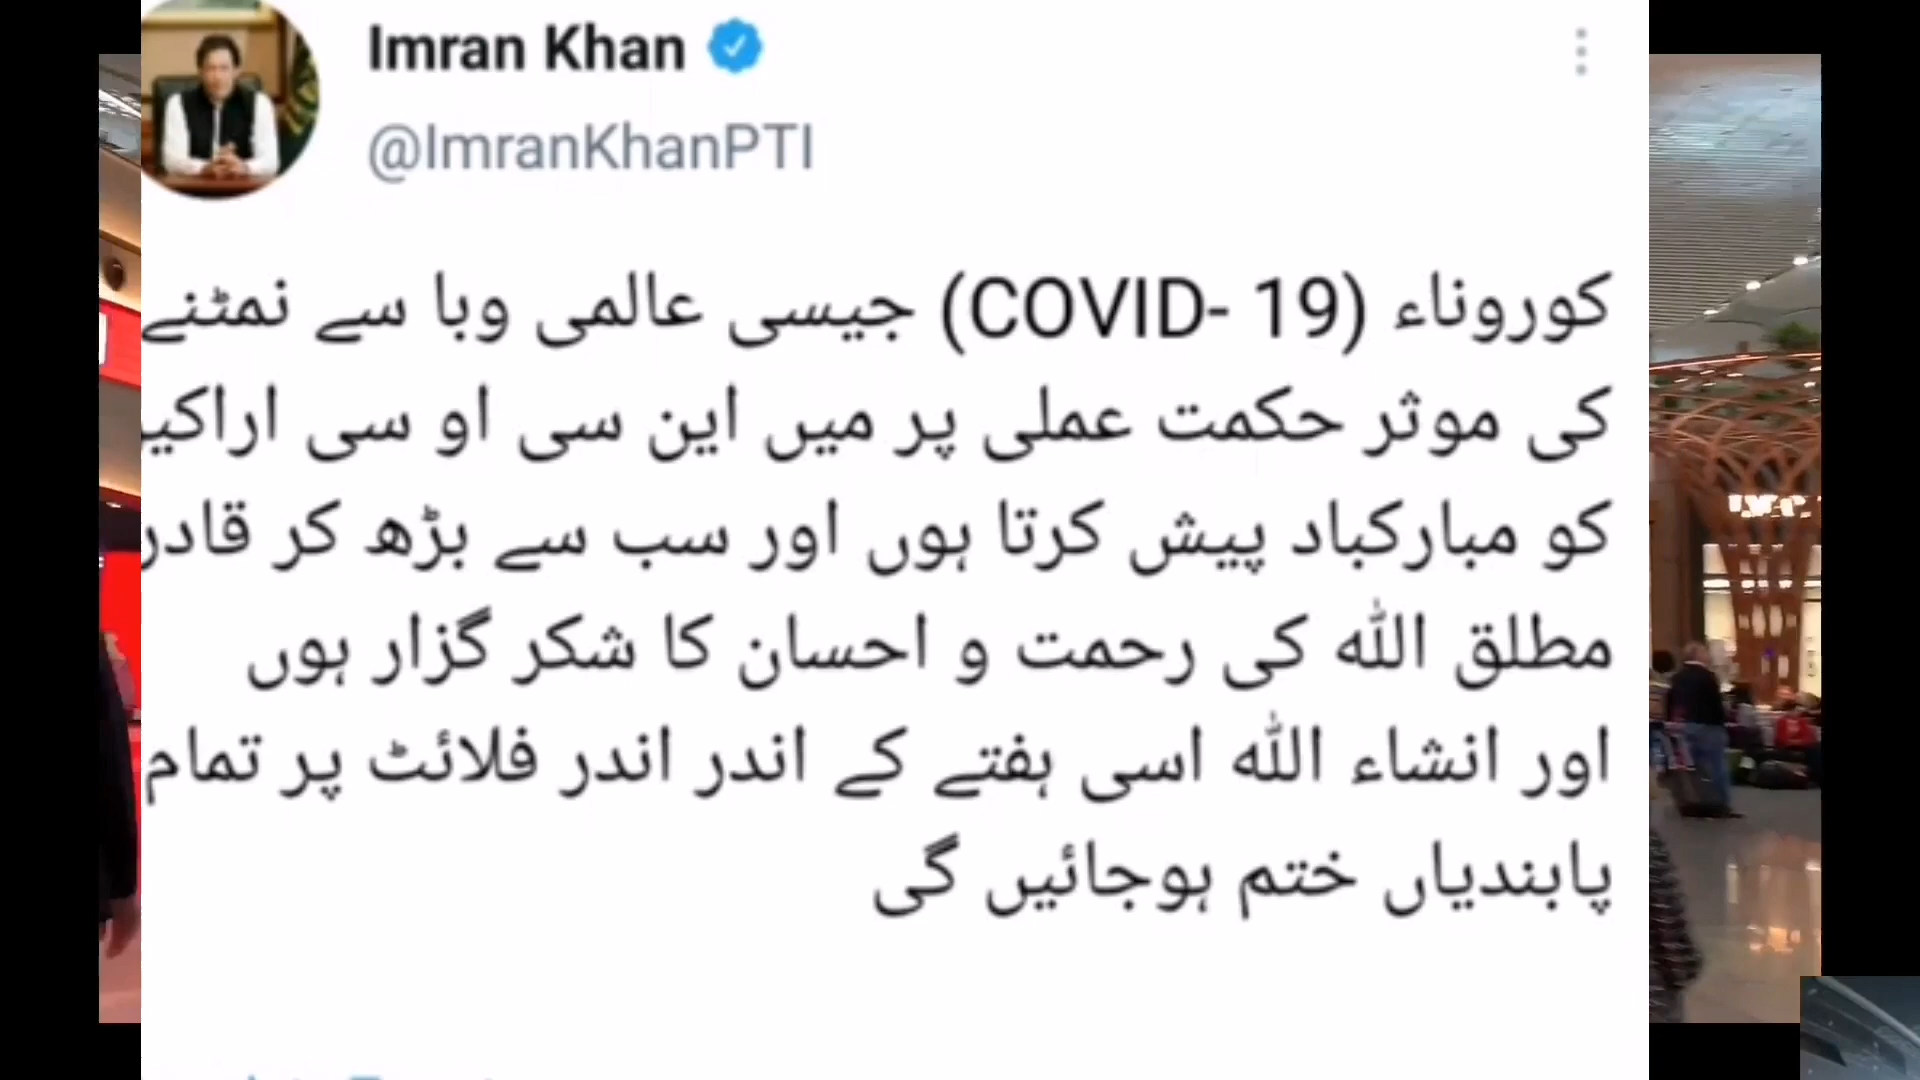 Imran Khan
@ImranKhanPTI
کوروناء (COVID- 19) جیسی عالمی وبا سے نمٹنے
کی موثر حکمت عملی پر میں این سی او سی
کو مبارکباد پیش کرتا ہوں اور سب سے بڑھ کر قادر
مطلق اللہ کی رحمت و احسان کا شکر گزار ہوں
اور انشاء اللہ اسی ہفتے کے اندر اندر فلائٹ پر تمام
پابندیاں ختم ہوجائیں گی